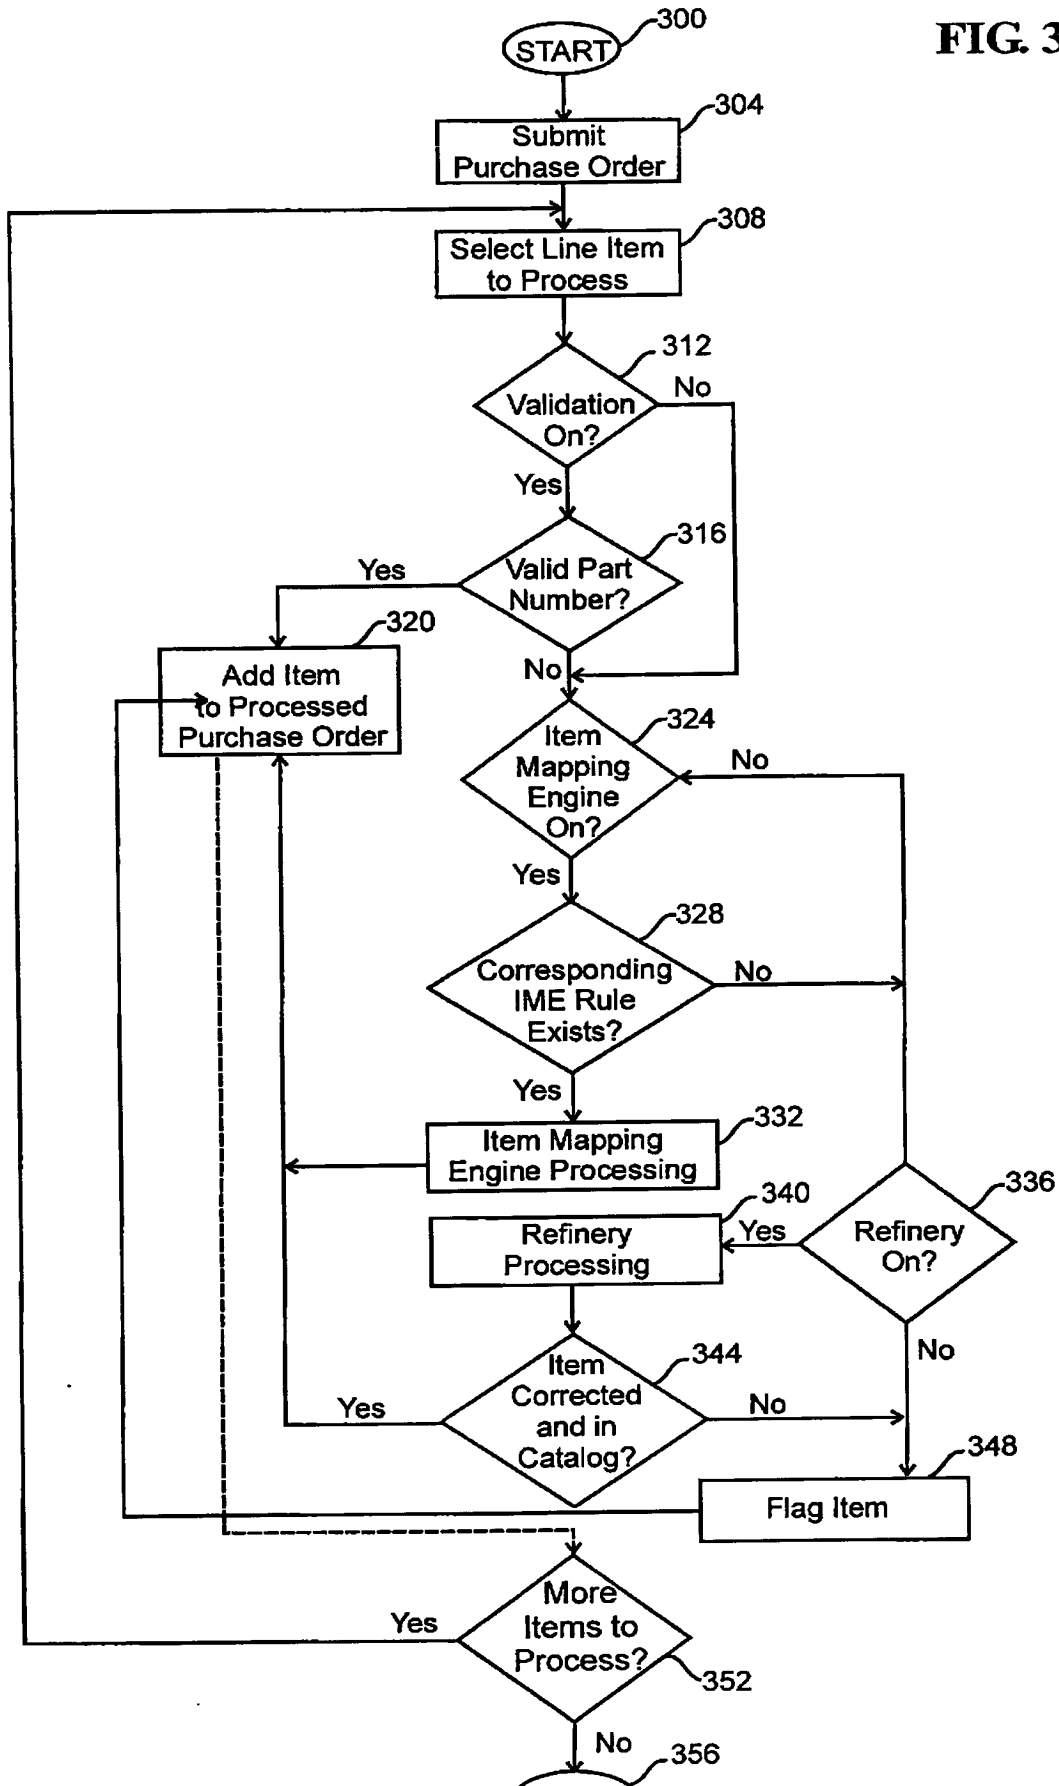 300
FIG. 3
START
304
Submit
Purchase Order
308
Select Line Item
to Process
312
No
Validation
On?
Yes
316
Yes
Valid Part
Number?
320
No
Add Item
to Processed
Purchase Order
324
Item
Mapping
Engine
On?
No
Yes
328
Corresponding
IME Rule
Exists?
No
Yes
332
Item Mapping
Engine Processing
336
340
Yes
Refinery
On?
Refinery
Processing
No
344
Item
Corrected
and in
Catalog?
Yes
No
348
Flag Item
More
Items to
Process?
Yes
352
No
356